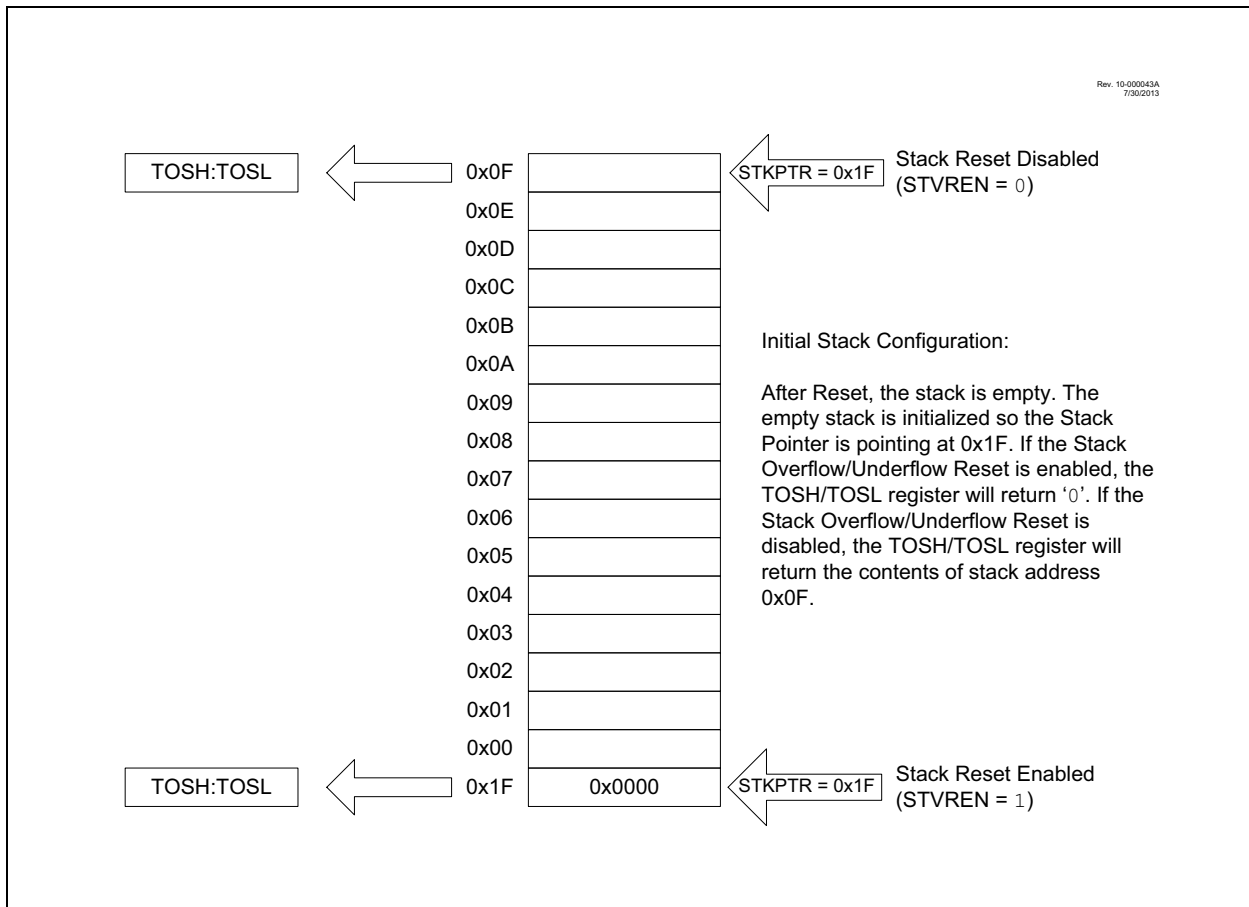 Rev. 10-000043A
7/30/2013
TOSH:TOSL
0x0F
STKPTR = 0x1F
Stack Reset Disabled
(STVREN = 0)
0x0E
0x0D
0x0C
0x0B
0x0A
0x09
0x08
0x07
0x06
0x05
0x04
0x03
0x02
0x01
0x00
Initial Stack Configuration:
After Reset, the stack is empty. The
empty stack is initialized so the Stack
Pointer is pointing at 0x1F. If the Stack
Overflow/Underflow Reset is enabled, the
TOSH/TOSL register will return ‘0’. If the
Stack Overflow/Underflow Reset is
disabled, the TOSH/TOSL register will
return the contents of stack address
0x0F.
TOSH:TOSL
0x1F
0x0000
STKPTR = 0x1F
Stack Reset Enabled
(STVREN = 1)